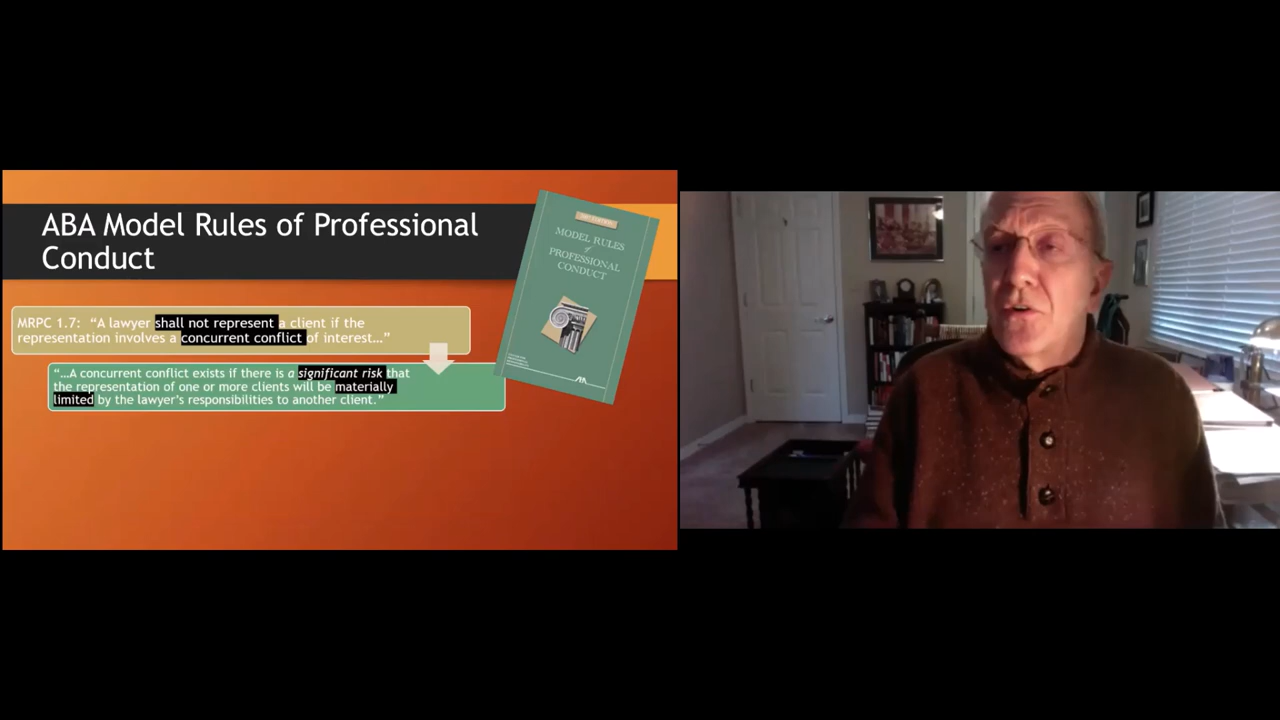 ABA Model Rules of Professional
Conduct
MODEL RULES
of
PROFESSIONAL
CONDUCT
MRPC 1.7:  “A lawyer shall not represent a client if the
representation involves a concurrent conflict of interest…”
“…A concurrent conflict exists if there is a significant risk that
the representation of one or more clients will be materially
limited by the lawyer’s responsibilities to another client.”